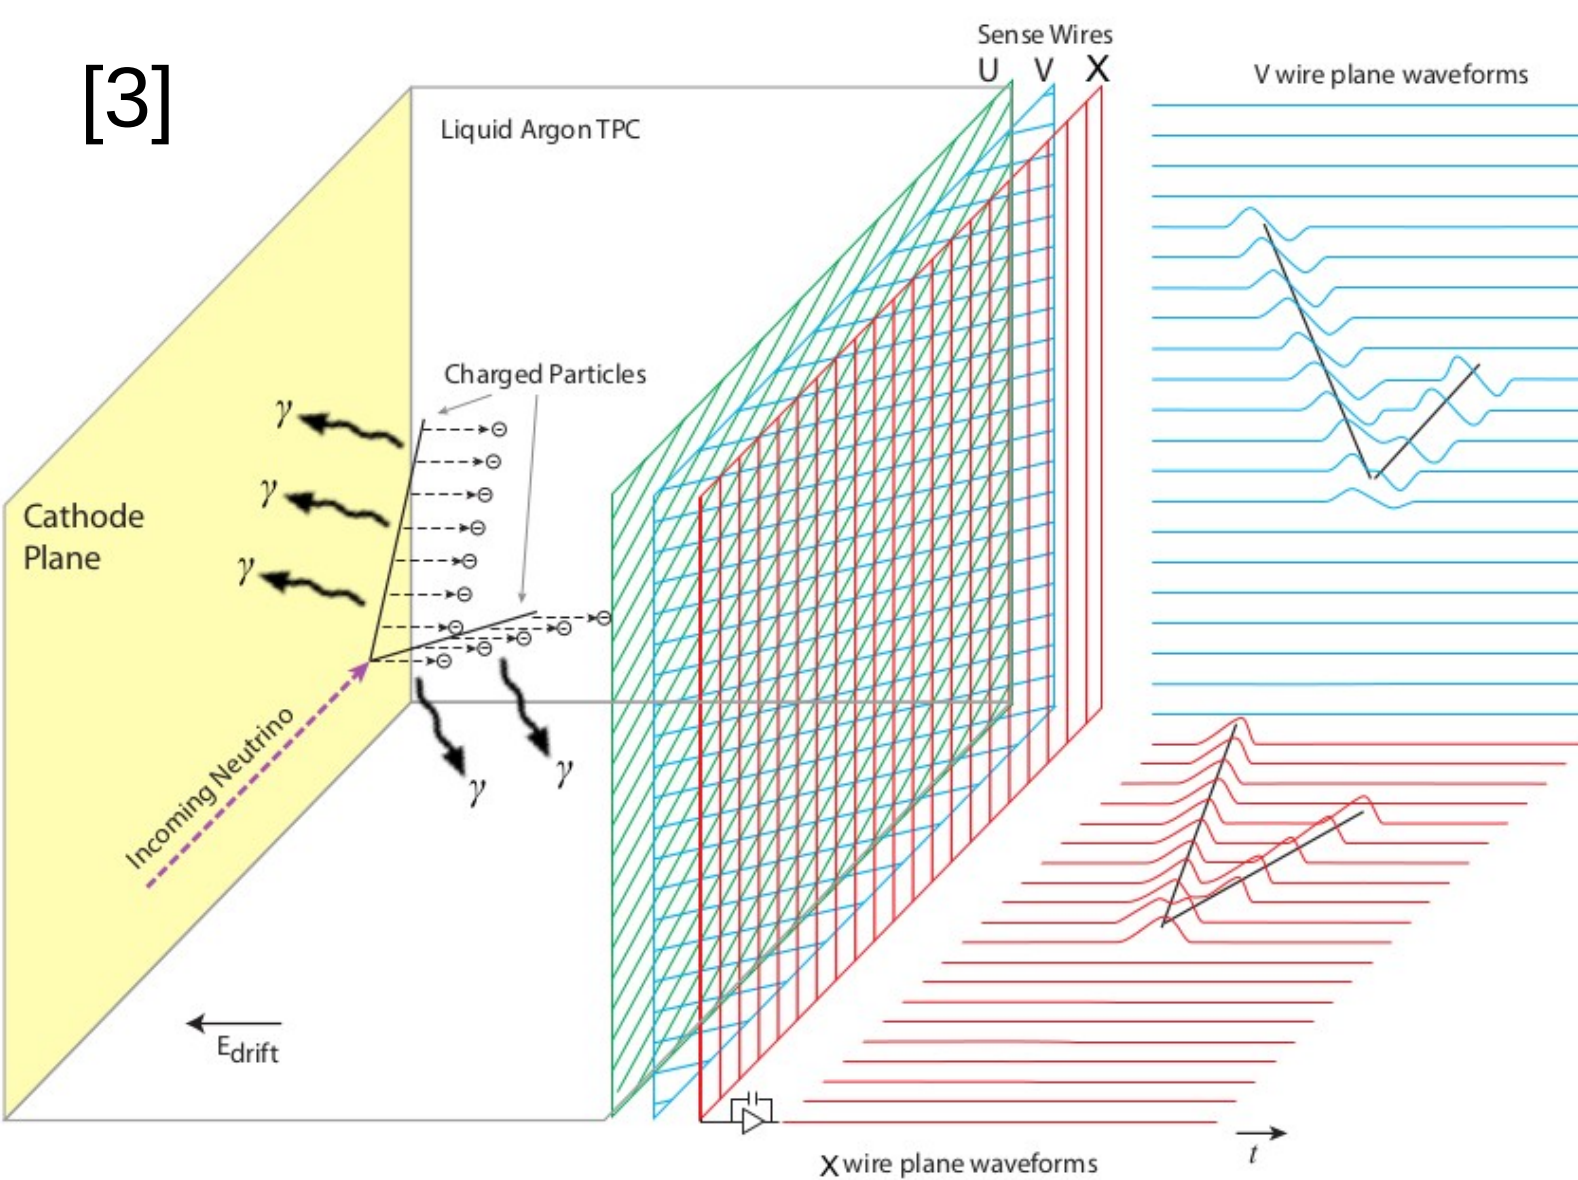 [3]
Sense Wires
U V X
V wire plane waveforms
Liquid Argon TPC
Charged Particles
γ
γ
γ
Cathode
Plane
Incoming Neutrino
γ
γ
Edrift
X wire plane waveforms
t